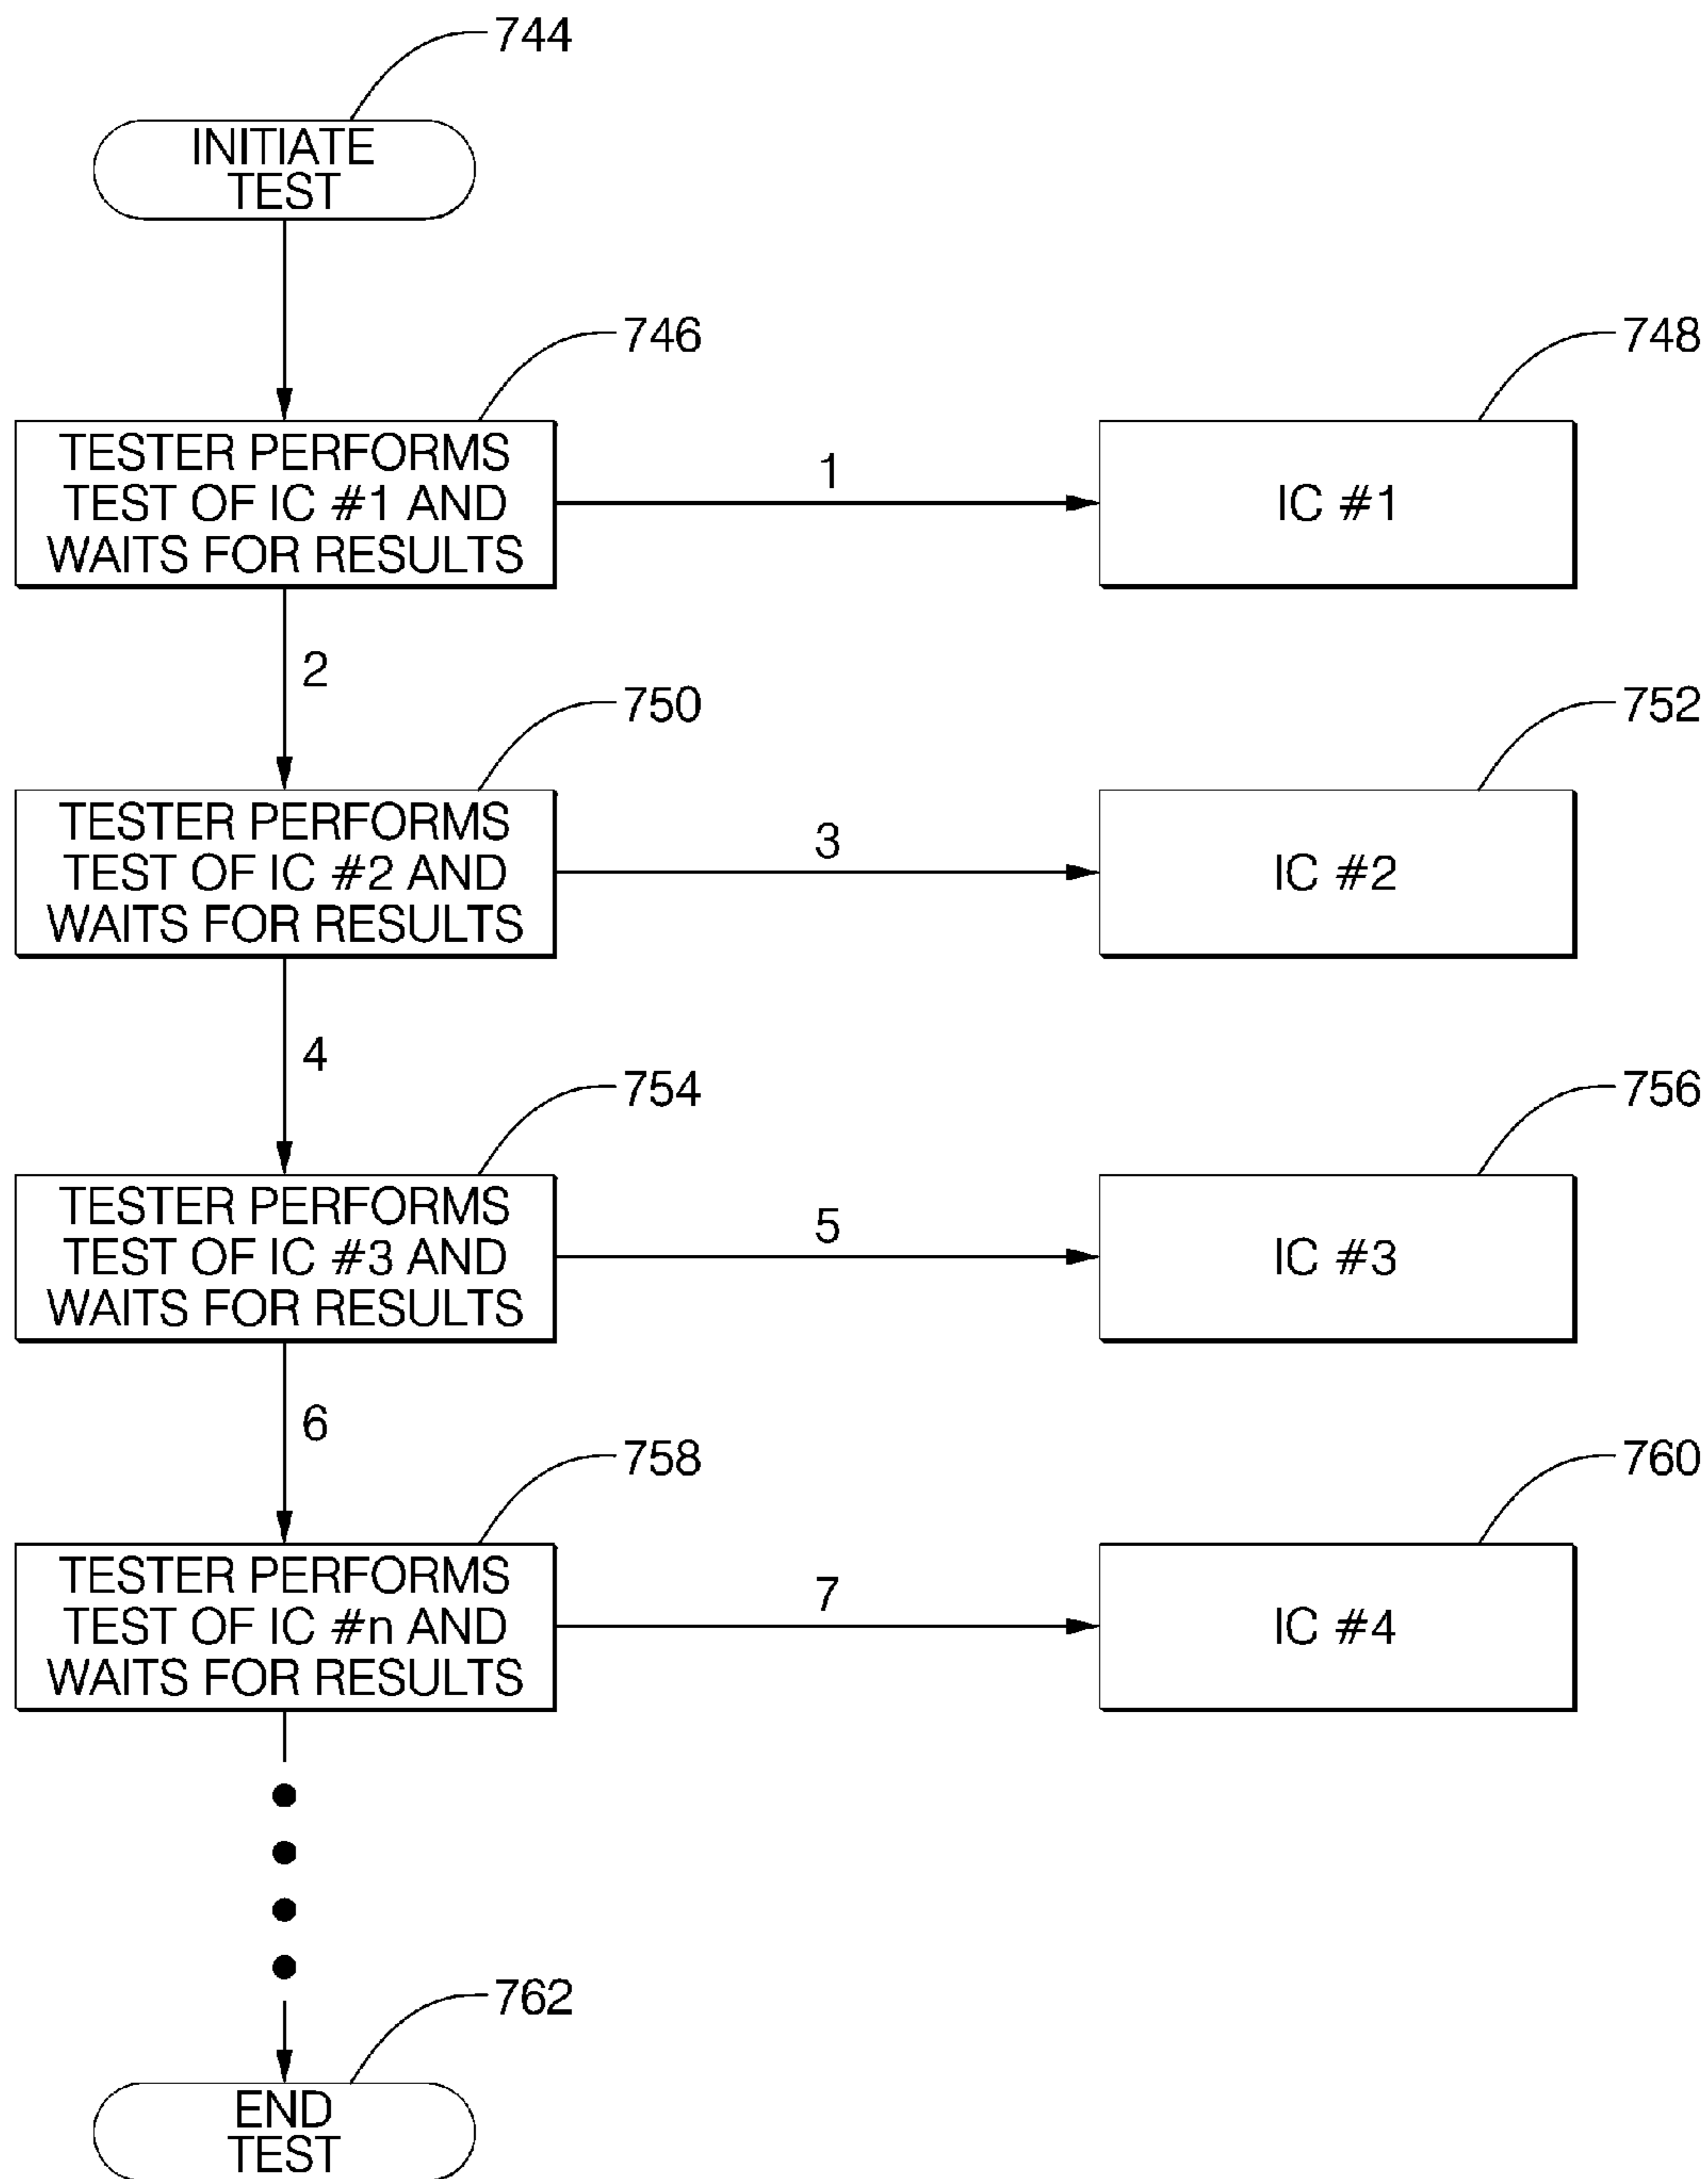 744
INITIATE
TEST
746
748
TESTER PERFORMS
TEST OF IC #1 AND
WAITS FOR RESULTS
1
IC #1
2
750
752
TESTER PERFORMS
TEST OF IC #2 AND
WAITS FOR RESULTS
3
IC #2
4
754
756
TESTER PERFORMS
TEST OF IC #3 AND
WAITS FOR RESULTS
5
IC #3
6
758
760
TESTER PERFORMS
TEST OF IC #n AND
WAITS FOR RESULTS
7
IC #4
762
END
TEST